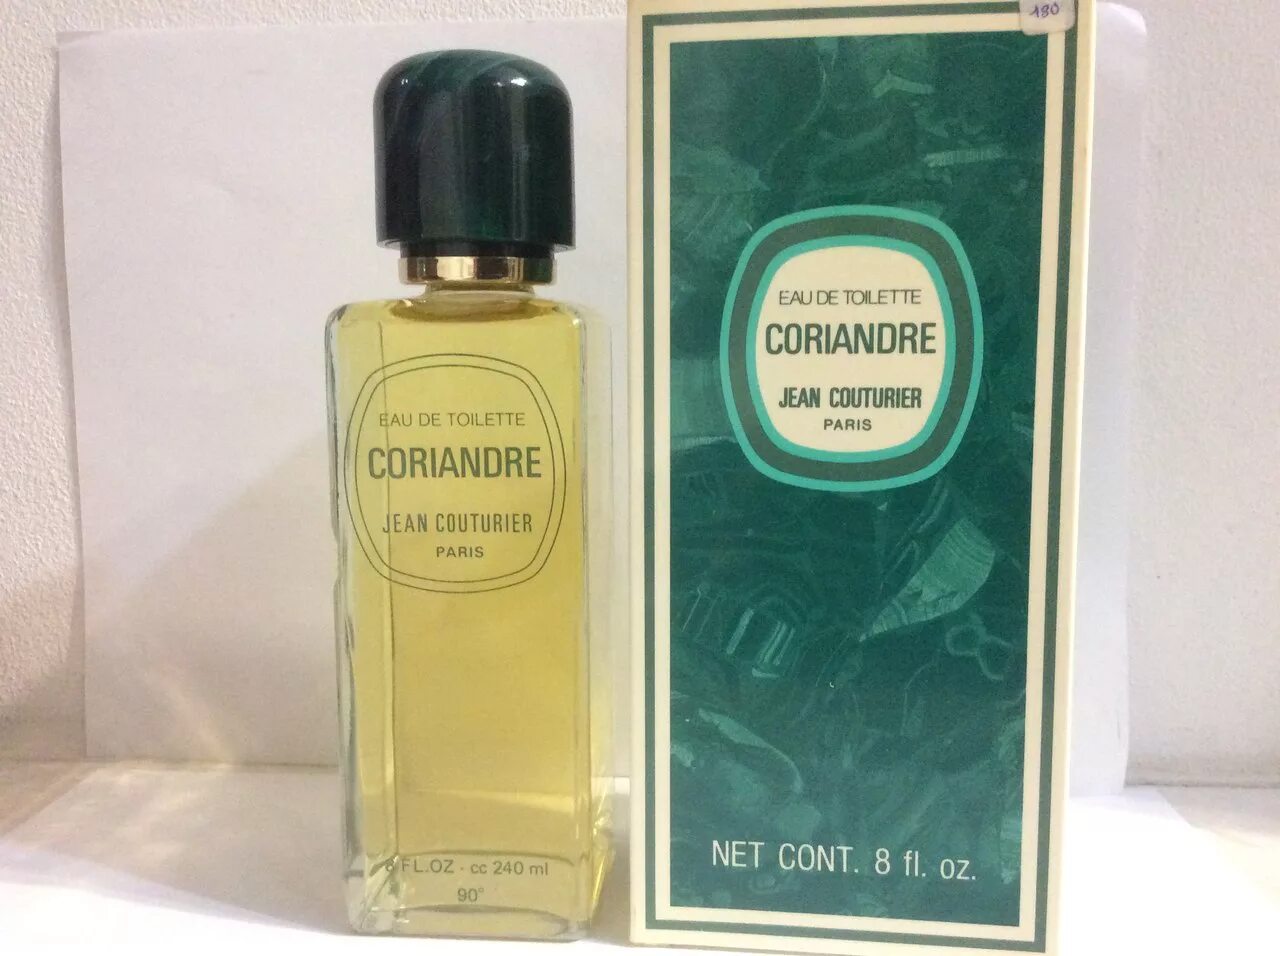 EAU DE TOILETTE
CORIANDRE
JEAN COUTURIER
PARIS
8 FL.OZ · cc 240 ml
90°
190
EAU DE TOILETTE
CORIANDRE
JEAN COUTURIER
PARIS
NET CONT. 8 fl. oz.